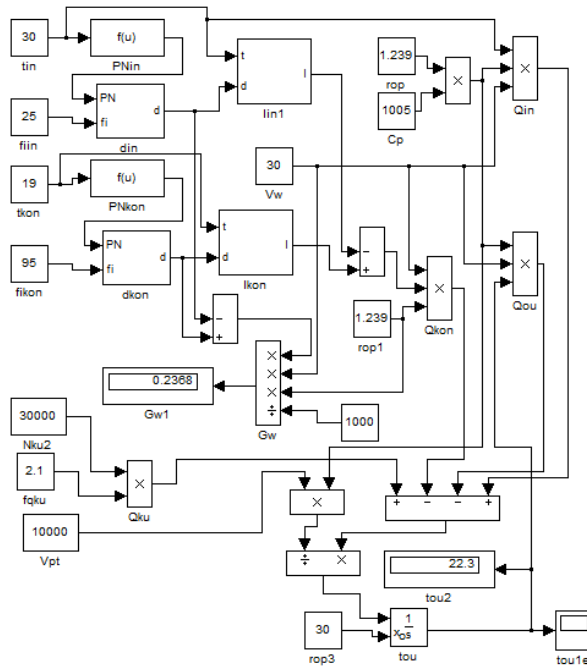 30
tin
f(u)
PNin
t
d
I
Iin1
1.239
rop
1005
Cp
×
×
Qin
25
fiin
PN
fi
d
din
19
tkon
f(u)
PNkon
30
Vw
95
fikon
PN
fi
d
dkon
t
d
I
Ikon
−
+
−
+
1.239
rop1
×
Qkon
×
Qou
0.2368
Gw1
×
×
×
÷
Gw
1000
30000
Nku2
2.1
fqku
×
Qku
10000
Vpt
×
+ − − +
÷ ×
22.3
tou2
30
rop3
1
xo s
tou
tou1e